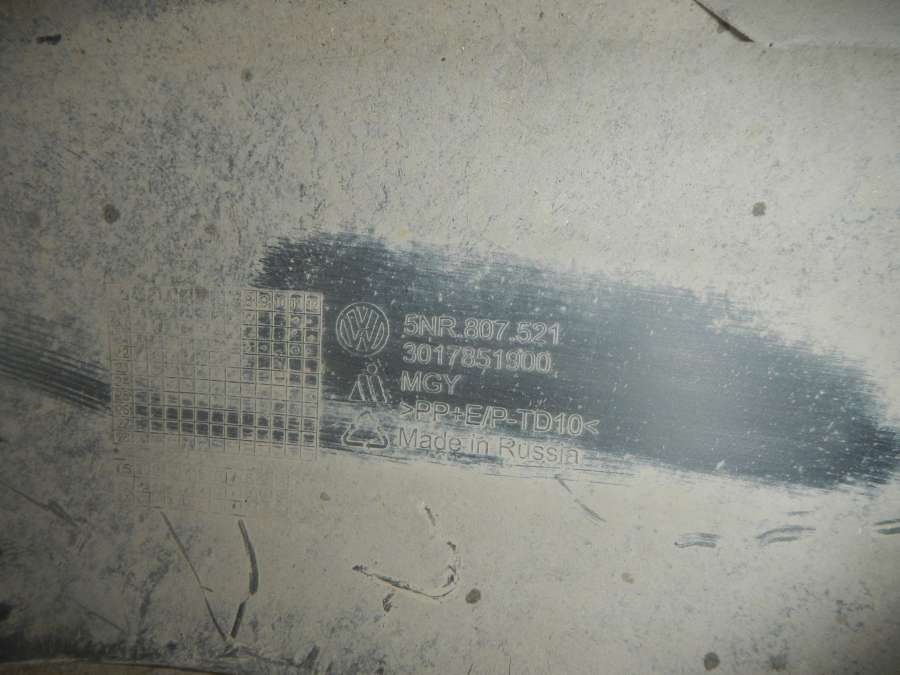 5NR.807.521
3017851900
MGY
>PP+E/P-TD10<
Made in Russia